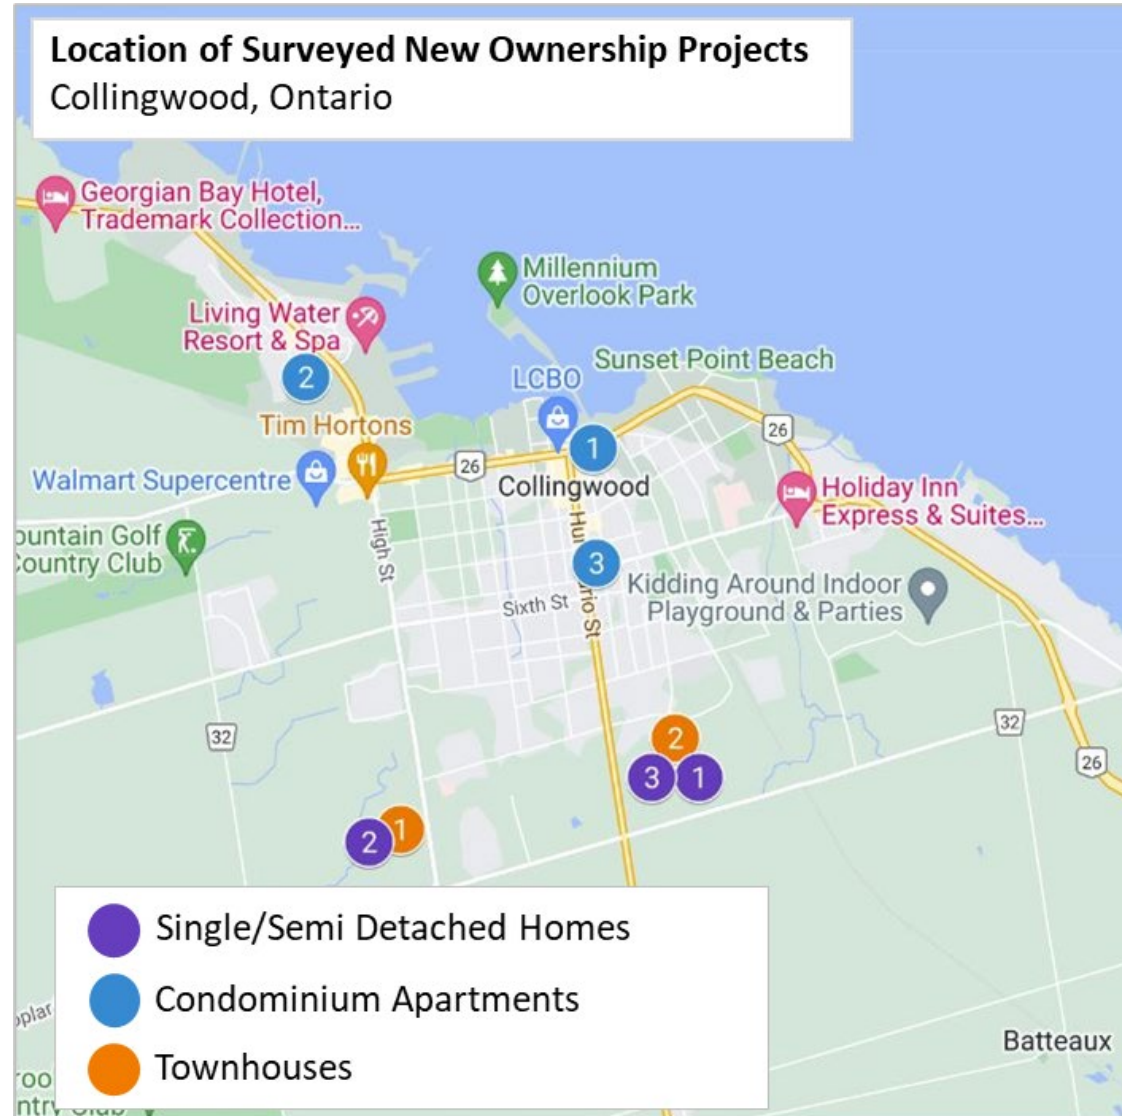 Location of Surveyed New Ownership Projects
Collingwood, Ontario
Georgian Bay Hotel,
Trademark Collection...
Millennium
Overlook Park
Living Water
Resort & Spa
Sunset Point Beach
2
LCBO
Tim Hortons
1
26
26
Walmart Supercentre
Collingwood
Holiday Inn
Express & Suites...
ountain Golf
Country Club
High St
3
Kidding Around Indoor
Playground & Parties
Sixth St
32
32
2
26
3
1
1
2
Single/Semi Detached Homes
Condominium Apartments
Townhouses
Batteaux